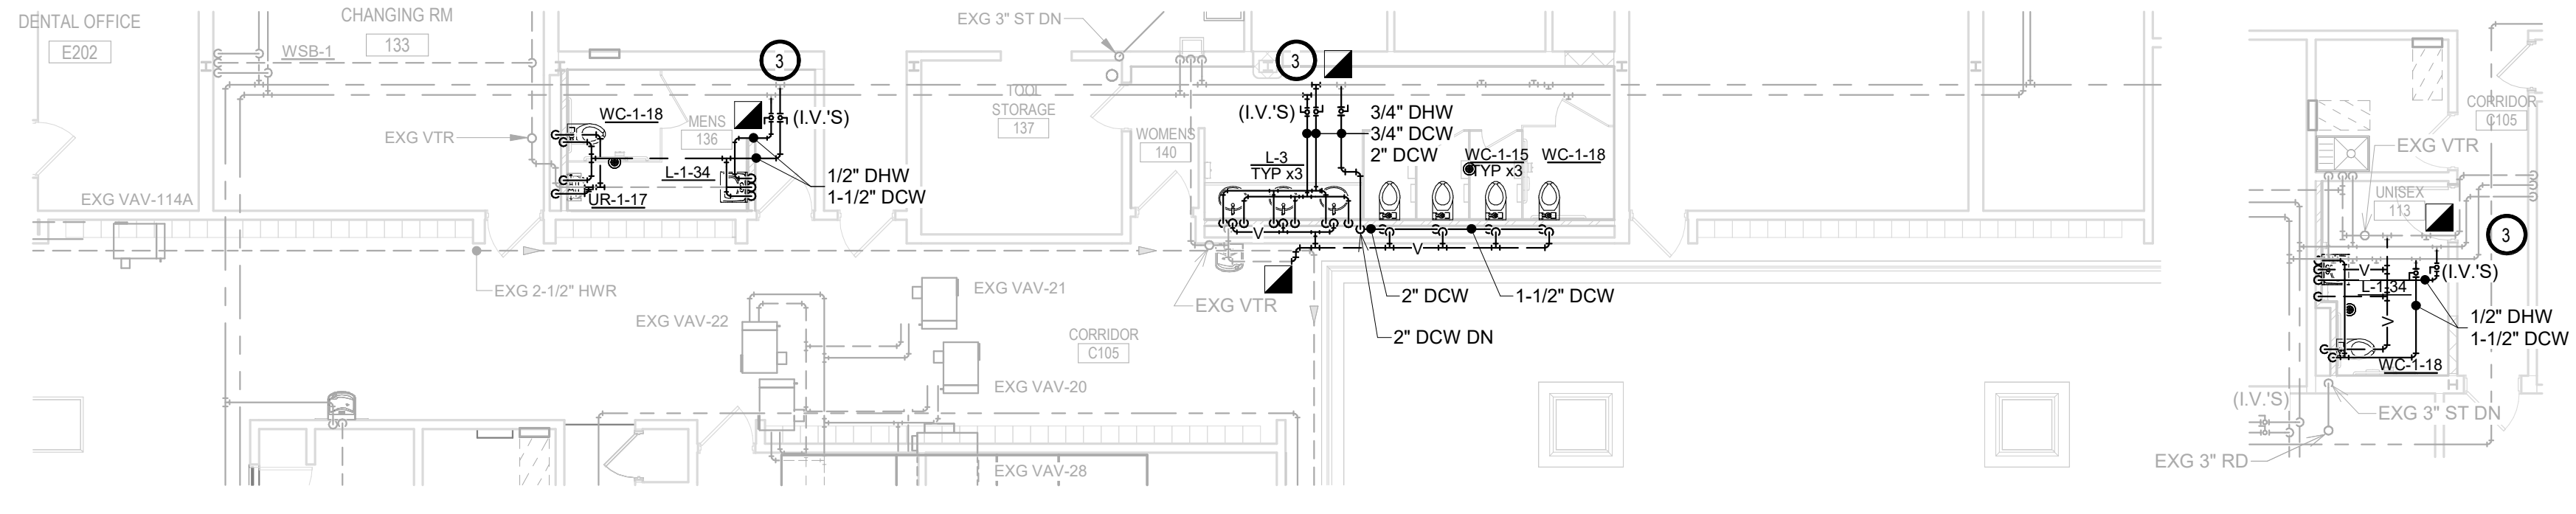 DENTAL OFFICE
E202
CHANGING RM
133
WSB-1
EXG VTR
EXG VAV-114A
3
WC-1-18
MENS
136
(I.V.'S)
L-1-34
UR-1-17
1/2" DHW
1-1/2" DCW
EXG 2-1/2" HWR
EXG 3" ST DN
TOOL
STORAGE
137
WOMENS
140
3
(I.V.'S)
3/4" DHW
3/4" DCW
2" DCW
L-3
TYP x3
WC-1-15
TYP x3
WC-1-18
V
V
EXG VTR
2" DCW
1-1/2" DCW
2" DCW DN
EXG VAV-21
EXG VAV-22
EXG VAV-20
EXG VAV-28
CORRIDOR
C105
CORRIDOR
C105
EXG VTR
UNISEX
113
3
(I.V.'S)
V
L-1-34
V
1/2" DHW
1-1/2" DCW
WC-1-18
(I.V.'S)
EXG 3" ST DN
EXG 3" RD